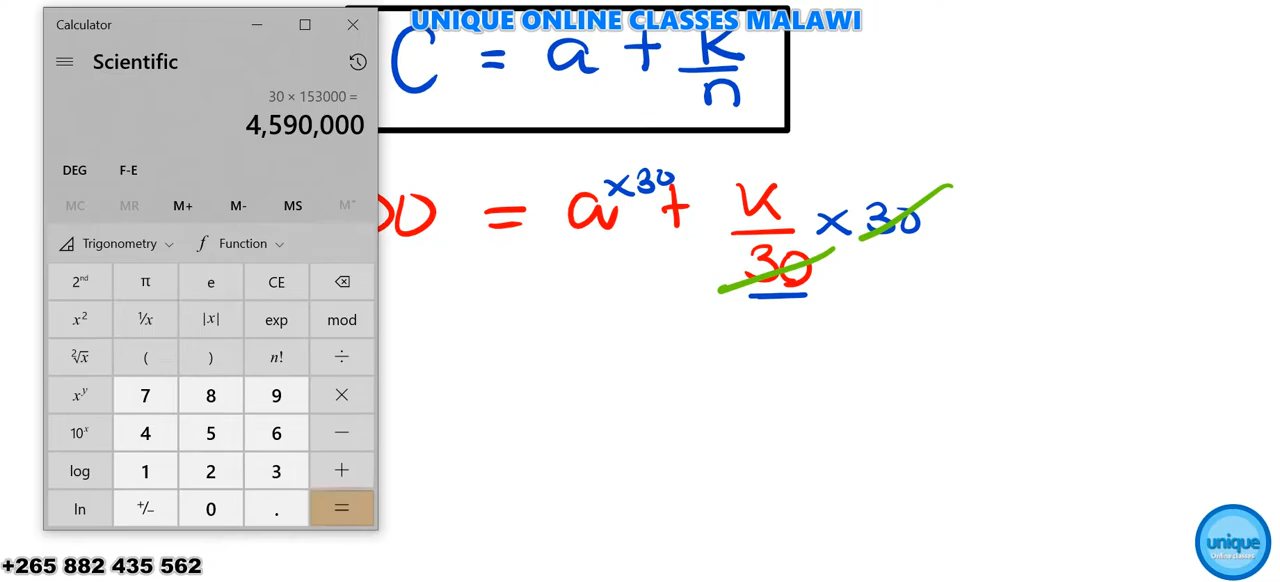 UNIQUE ONLINE CLASSES MALAWI
Calculator
Scientific
30 × 153000 =
4,590,000
DEG F-E
MC MR M+ M- MS M˅
Trigonometry f Function
2ⁿᵈ π e CE
x² ¹/x |x| exp mod
²√x ( ) n! ÷
xʸ 7 8 9 ×
10ˣ 4 5 6 −
log 1 2 3 +
ln +/− 0 . =
C = a + k/n
00 = a ×30 + k/30 × 30
+265 882 435 562
unique
Online classes